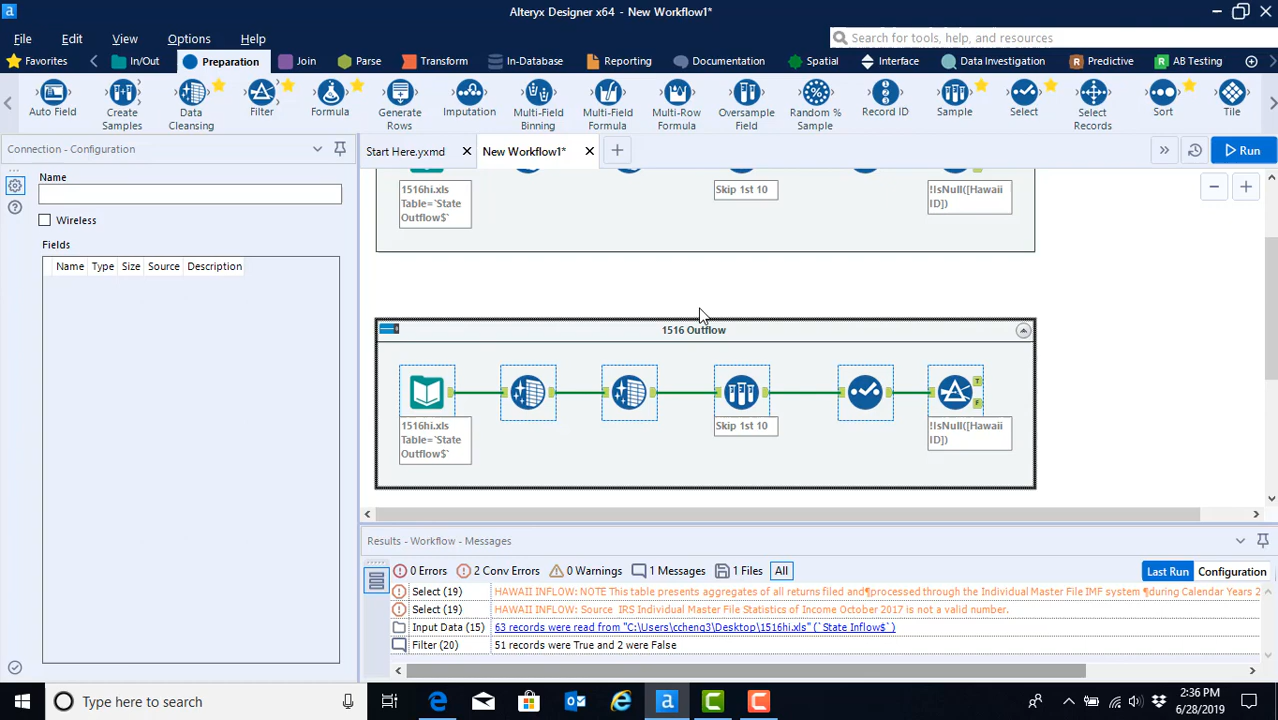 Alteryx Designer x64 - New Workflow1*
File Edit View Options Help
Search for tools, help, and resources
Favorites In/Out Preparation Join Parse Transform In-Database Reporting Documentation Spatial Interface Data Investigation Predictive AB Testing
Auto Field Create Samples Data Cleansing Filter Formula Generate Rows Imputation Multi-Field Binning Multi-Field Formula Multi-Row Formula Oversample Field Random % Sample Record ID Sample Select Select Records Sort Tile
Connection - Configuration
Start Here.yxmd New Workflow1*
Run
Name
Wireless
Fields
Name Type Size Source Description
1516hi.xls
Table=`State
Outflow$`
Skip 1st 10
!IsNull([Hawaii
ID])
1516 Outflow
1516hi.xls
Table=`State
Outflow$`
Skip 1st 10
!IsNull([Hawaii
ID])
T
F
Results - Workflow - Messages
0 Errors 2 Conv Errors 0 Warnings 1 Messages 1 Files All Last Run Configuration
Select (19) HAWAII INFLOW: NOTE This table presents aggregates of all returns filed and¶processed through the Individual Master File IMF system ¶during Calendar Years 2
Select (19) HAWAII INFLOW: Source IRS Individual Master File Statistics of Income October 2017 is not a valid number.
Input Data (15) 63 records were read from "C:\Users\ccheng3\Desktop\1516hi.xls" (`State Inflow$`)
Filter (20) 51 records were True and 2 were False
Type here to search
2:36 PM
6/28/2019